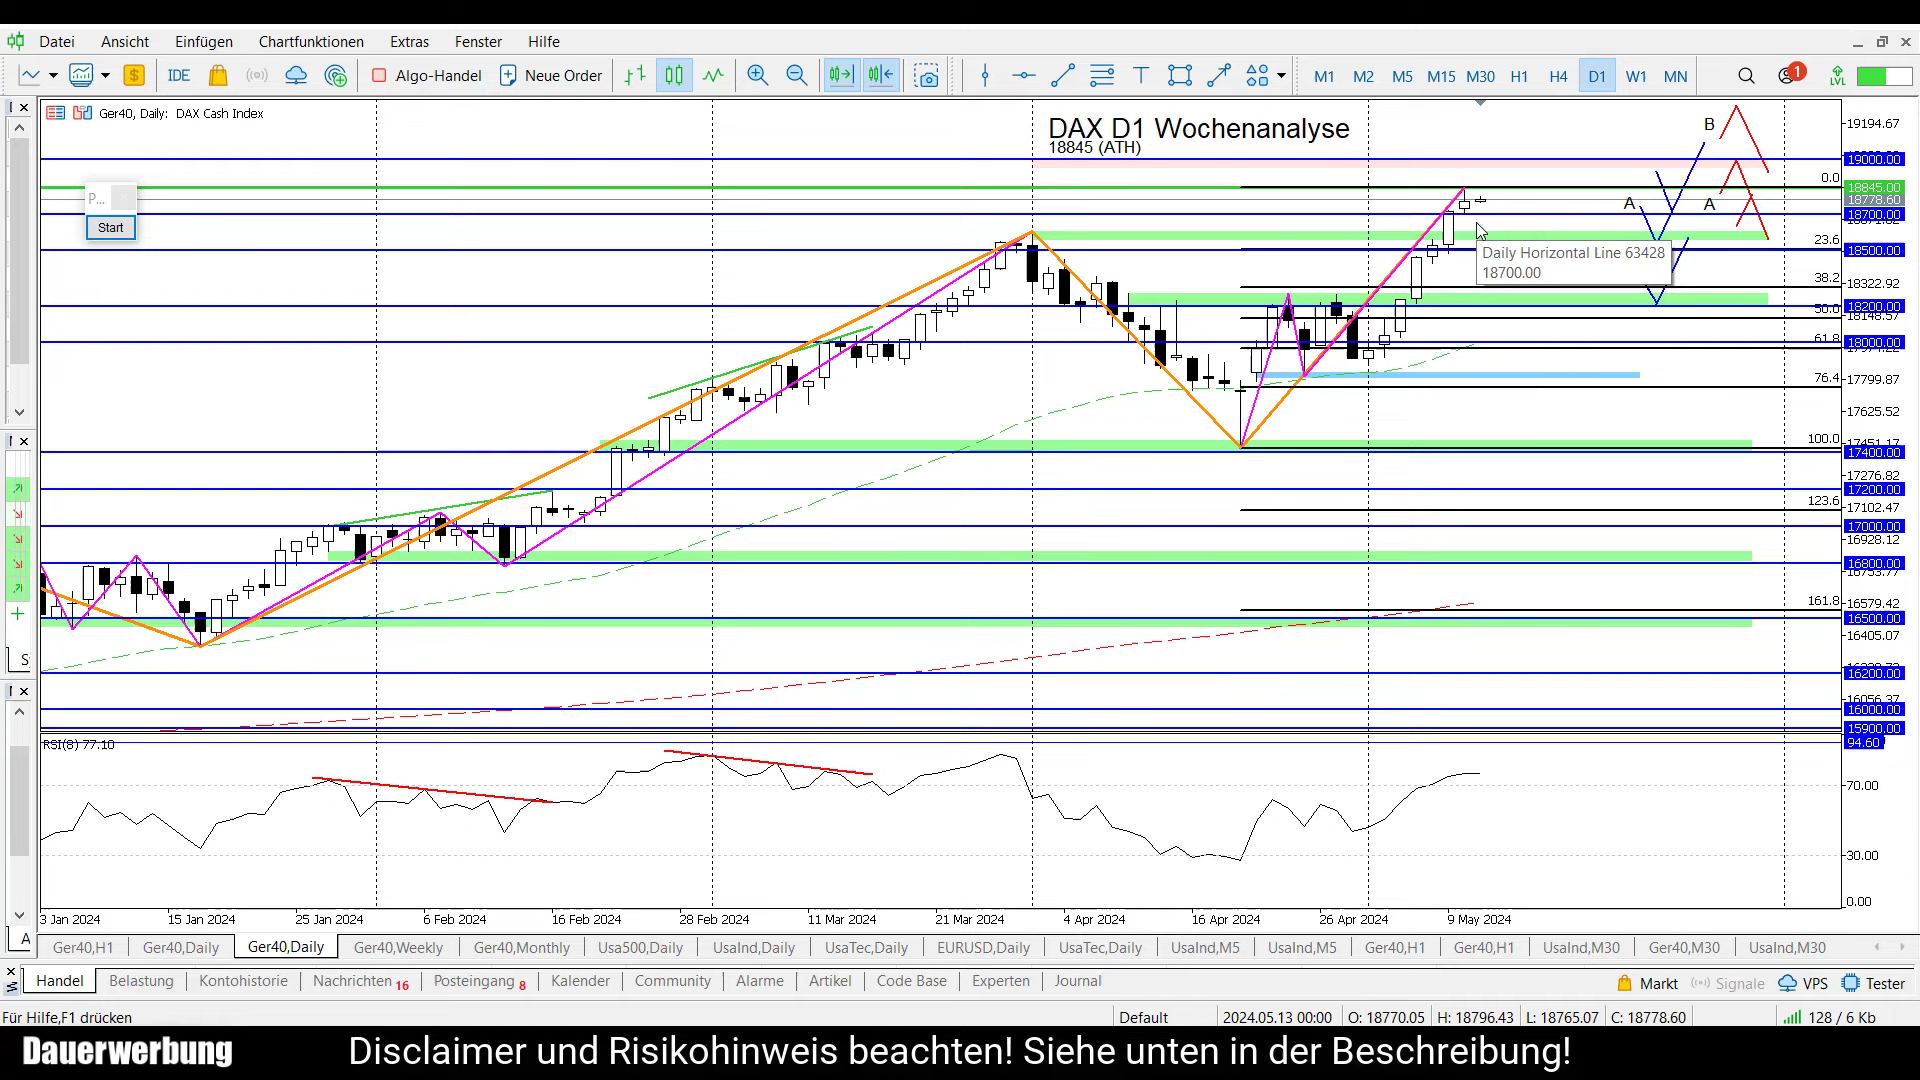 Datei Ansicht Einfügen Chartfunktionen Extras Fenster Hilfe
IDE Algo-Handel Neue Order M1 M2 M5 M15 M30 H1 H4 D1 W1 MN 1 LVL
Ger40, Daily: DAX Cash Index
DAX D1 Wochenanalyse
18845 (ATH)
P...
Start
B
A
A
Daily Horizontal Line 63428
18700.00
0.0
23.6
38.2
50.0
61.8
76.4
100.0
123.6
161.8
19194.67
19000.00
18845.00
18778.60
18700.00
18500.00
18322.92
18200.00
18148.57
18000.00
17799.87
17625.52
17451.17
17400.00
17276.82
17200.00
17102.47
17000.00
16928.12
16800.00
16579.42
16500.00
16405.07
16200.00
16056.37
16000.00
15900.00
RSI(8) 77.10
94.60
70.00
30.00
0.00
3 Jan 2024 15 Jan 2024 25 Jan 2024 6 Feb 2024 16 Feb 2024 28 Feb 2024 11 Mar 2024 21 Mar 2024 4 Apr 2024 16 Apr 2024 26 Apr 2024 9 May 2024
Ger40,H1 Ger40,Daily Ger40,Daily Ger40,Weekly Ger40,Monthly Usa500,Daily UsaInd,Daily UsaTec,Daily EURUSD,Daily UsaTec,Daily UsaInd,M5 UsaInd,M5 Ger40,H1 Ger40,H1 UsaInd,M30 Ger40,M30 UsaInd,M30
Handel Belastung Kontohistorie Nachrichten 16 Posteingang 8 Kalender Community Alarme Artikel Code Base Experten Journal Markt Signale VPS Tester
Für Hilfe,F1 drücken Default 2024.05.13 00:00 O: 18770.05 H: 18796.43 L: 18765.07 C: 18778.60 128 / 6 Kb
Dauerwerbung Disclaimer und Risikohinweis beachten! Siehe unten in der Beschreibung!